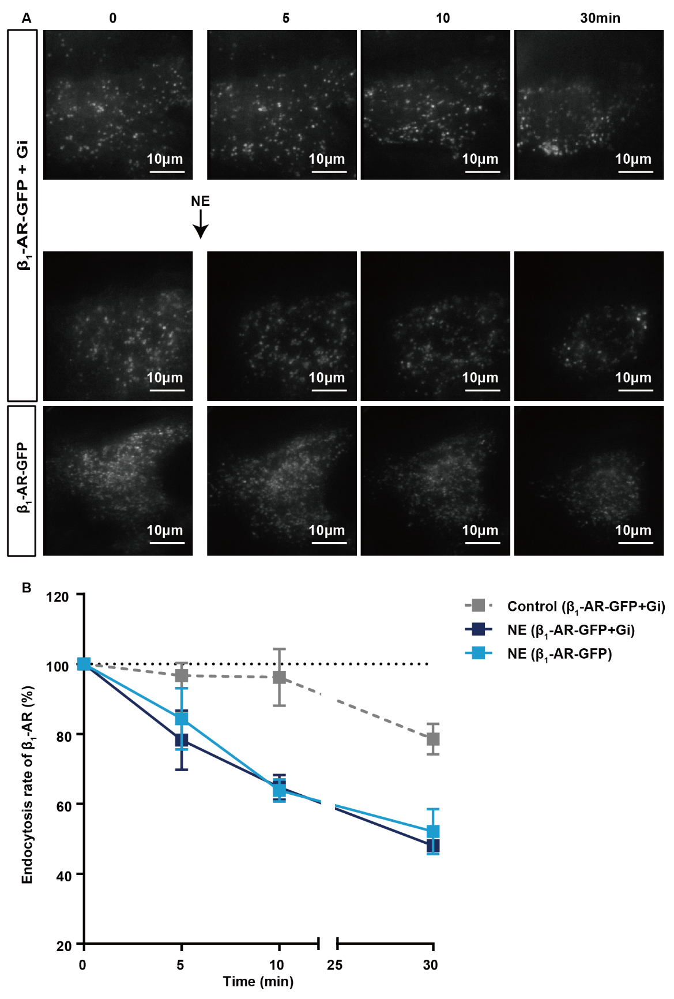 A 0 5 10 30min
β1-AR-GFP + Gi
10µm 10µm 10µm 10µm
NE
10µm 10µm 10µm 10µm
β1-AR-GFP
10µm 10µm 10µm 10µm
B
Control (β1-AR-GFP+Gi)
NE (β1-AR-GFP+Gi)
NE (β1-AR-GFP)
Endocytosis rate of β1-AR (%)
120
100
80
60
40
20
0 5 10 25 30
Time (min)